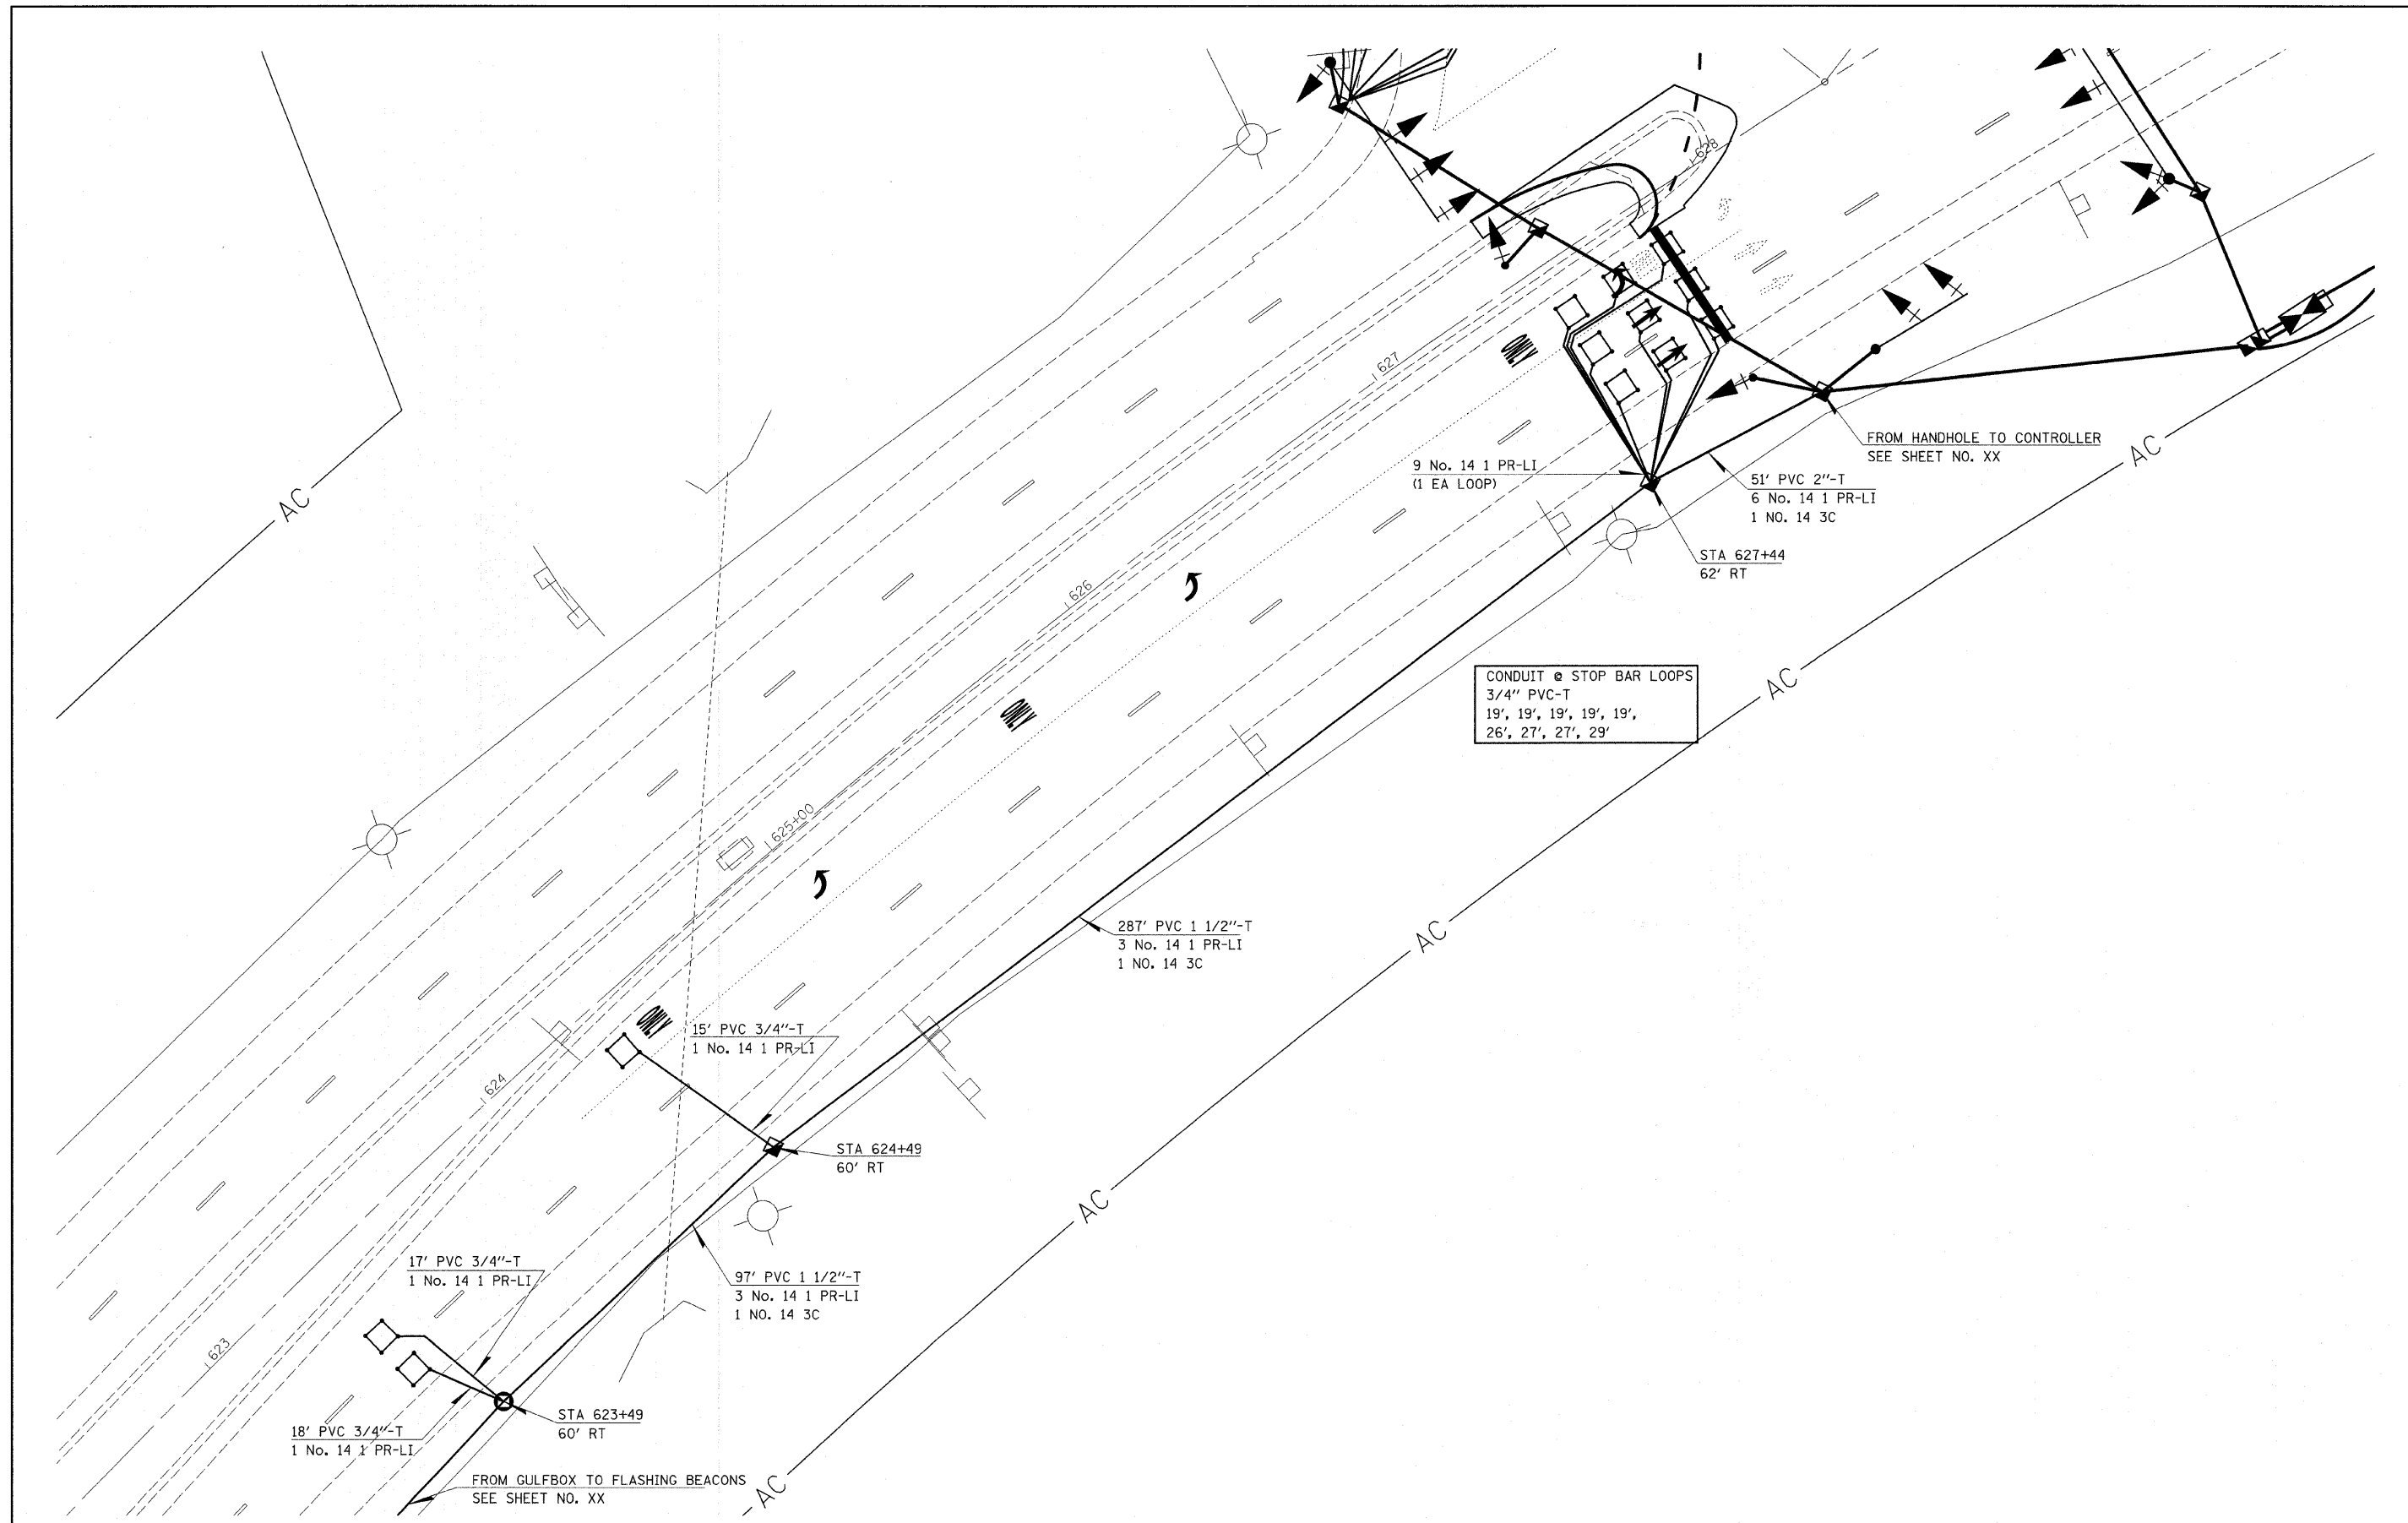 628
627
ONLY
AC
FROM HANDHOLE TO CONTROLLER
SEE SHEET NO. XX
AC
9 No. 14 1 PR-LI
(1 EA LOOP)
51' PVC 2"-T
6 No. 14 1 PR-LI
1 NO. 14 3C
STA 627+44
62' RT
626
CONDUIT @ STOP BAR LOOPS
3/4" PVC-T
19', 19', 19', 19', 19',
26', 27', 27', 29'
AC
ONLY
625+00
287' PVC 1 1/2"-T
3 No. 14 1 PR-LI
1 NO. 14 3C
AC
ONLY
15' PVC 3/4"-T
1 No. 14 1 PR-LI
624
STA 624+49
60' RT
AC
17' PVC 3/4"-T
1 No. 14 1 PR-LI
97' PVC 1 1/2"-T
3 No. 14 1 PR-LI
1 NO. 14 3C
623
STA 623+49
60' RT
18' PVC 3/4"-T
1 No. 14 1 PR-LI
FROM GULFBOX TO FLASHING BEACONS
SEE SHEET NO. XX
AC